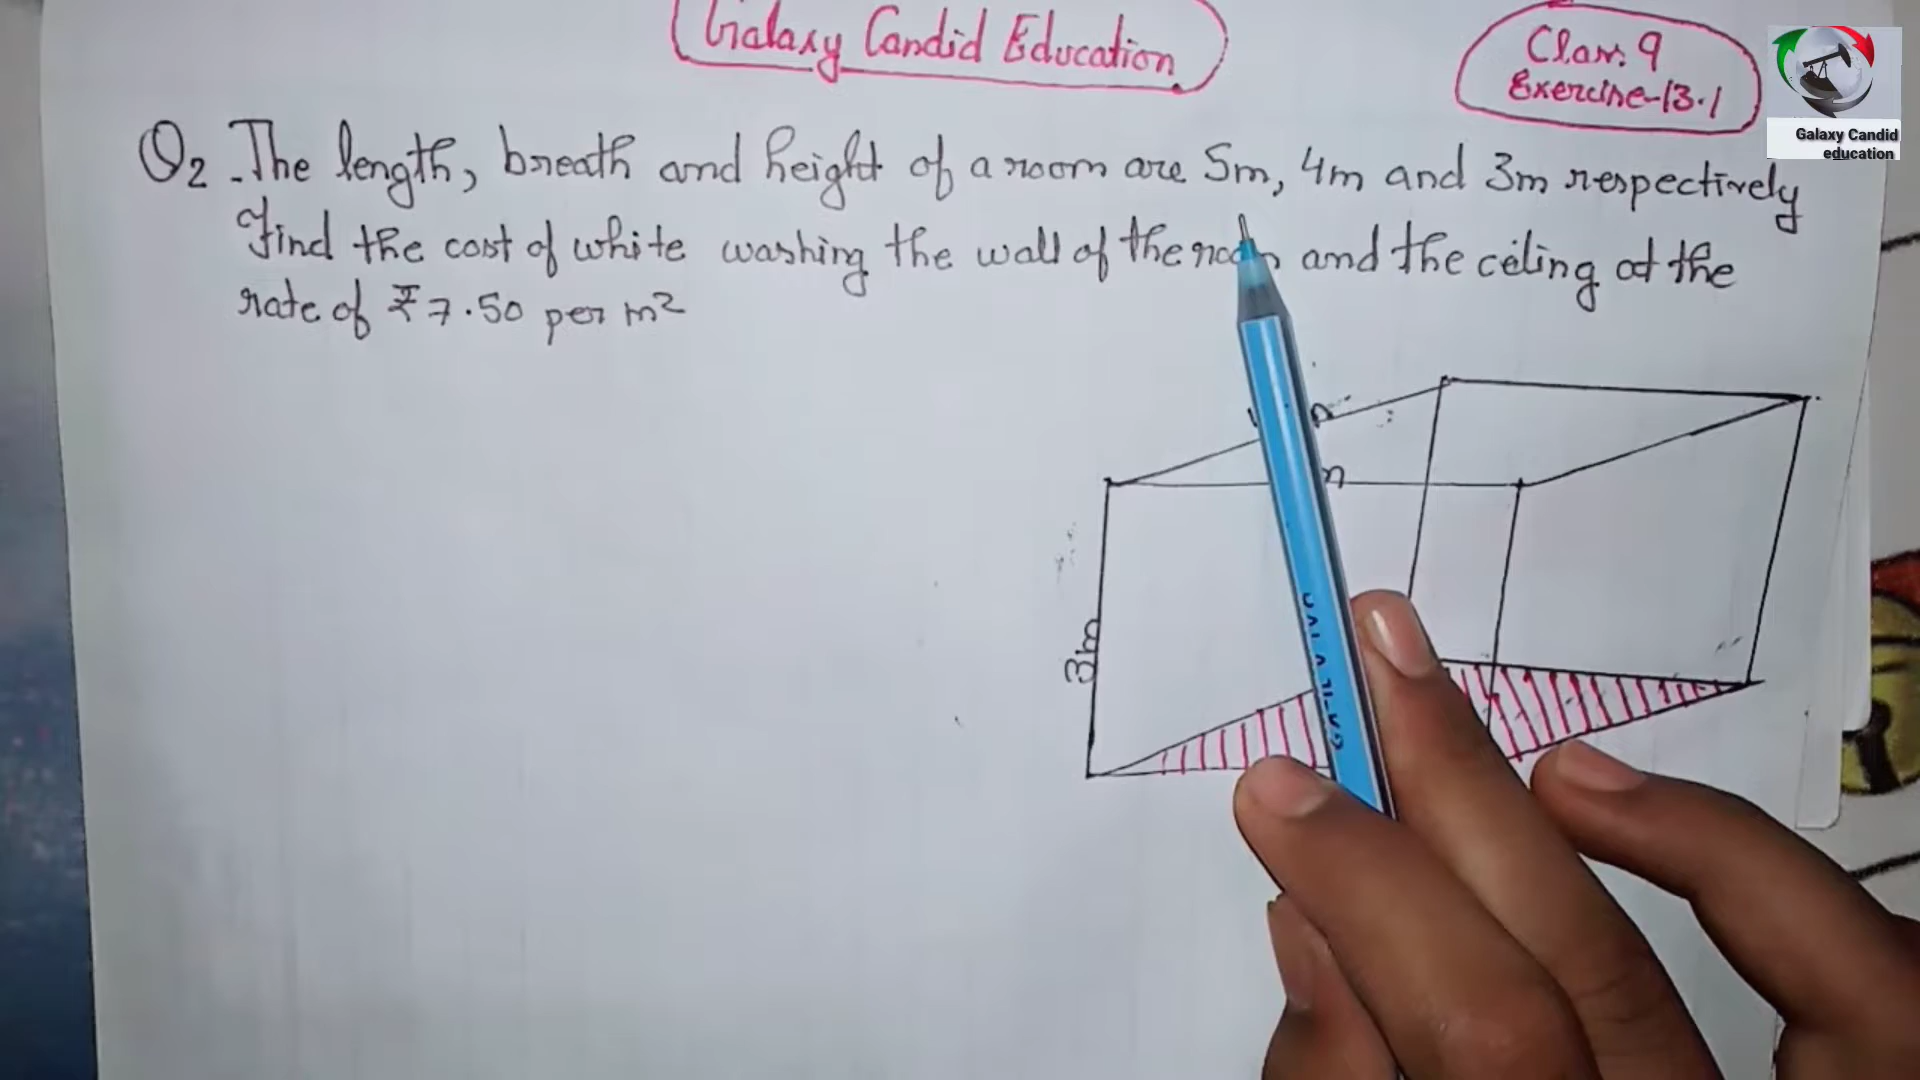 Galaxy Candid Education
Class: 9
Exercise-13.1
Galaxy Candid
education
Q2. The length, breath and height of a room are 5m, 4m and 3m respectively
Find the cost of white washing the wall of the room and the celing at the
rate of ₹7.50 per m²
3m